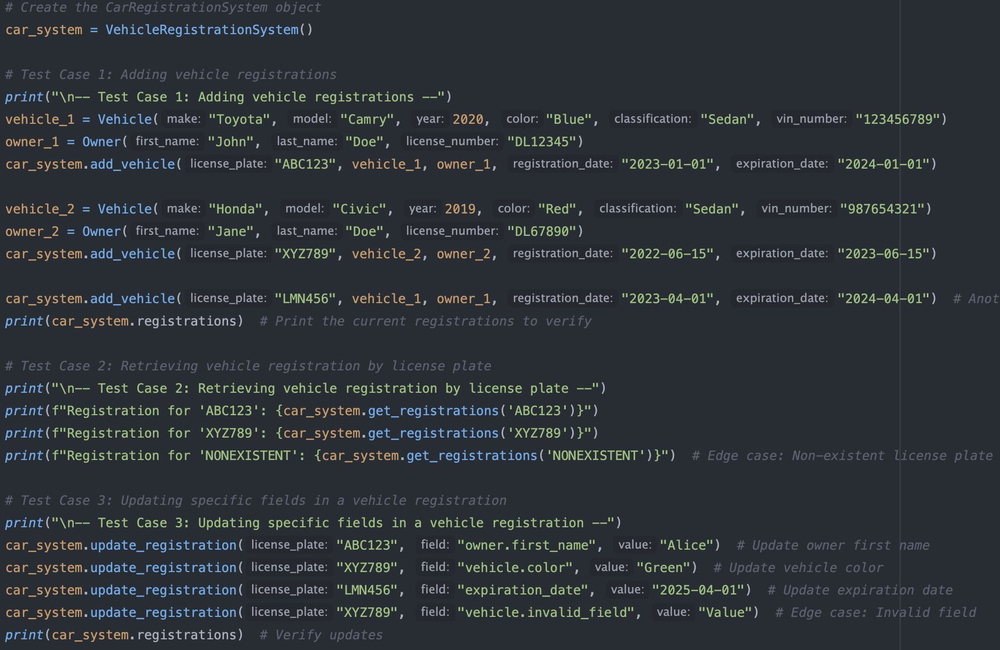 # Create the CarRegistrationSystem object
car_system = VehicleRegistrationSystem()
# Test Case 1: Adding vehicle registrations
print("\n-- Test Case 1: Adding vehicle registrations --")
vehicle_1 = Vehicle( make: "Toyota", model: "Camry", year: 2020, color: "Blue", classification: "Sedan", vin_number: "123456789")
owner_1 = Owner( first_name: "John", last_name: "Doe", license_number: "DL12345")
car_system.add_vehicle( license_plate: "ABC123", vehicle_1, owner_1, registration_date: "2023-01-01", expiration_date: "2024-01-01")
vehicle_2 = Vehicle( make: "Honda", model: "Civic", year: 2019, color: "Red", classification: "Sedan", vin_number: "987654321")
owner_2 = Owner( first_name: "Jane", last_name: "Doe", license_number: "DL67890")
car_system.add_vehicle( license_plate: "XYZ789", vehicle_2, owner_2, registration_date: "2022-06-15", expiration_date: "2023-06-15")
car_system.add_vehicle( license_plate: "LMN456", vehicle_1, owner_1, registration_date: "2023-04-01", expiration_date: "2024-04-01") # Anot
print(car_system.registrations) # Print the current registrations to verify
# Test Case 2: Retrieving vehicle registration by license plate
print("\n-- Test Case 2: Retrieving vehicle registration by license plate --")
print(f"Registration for 'ABC123': {car_system.get_registrations('ABC123')}")
print(f"Registration for 'XYZ789': {car_system.get_registrations('XYZ789')}")
print(f"Registration for 'NONEXISTENT': {car_system.get_registrations('NONEXISTENT')}") # Edge case: Non-existent license plate
# Test Case 3: Updating specific fields in a vehicle registration
print("\n-- Test Case 3: Updating specific fields in a vehicle registration --")
car_system.update_registration( license_plate: "ABC123", field: "owner.first_name", value: "Alice") # Update owner first name
car_system.update_registration( license_plate: "XYZ789", field: "vehicle.color", value: "Green") # Update vehicle color
car_system.update_registration( license_plate: "LMN456", field: "expiration_date", value: "2025-04-01") # Update expiration date
car_system.update_registration( license_plate: "XYZ789", field: "vehicle.invalid_field", value: "Value") # Edge case: Invalid field
print(car_system.registrations) # Verify updates